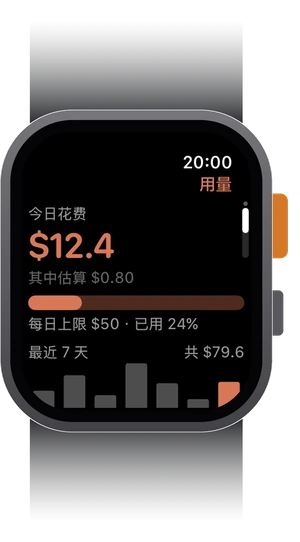 20:00
用量
今日花费
$12.4
其中估算 $0.80
每日上限 $50 · 已用 24%
最近 7 天 共 $79.6